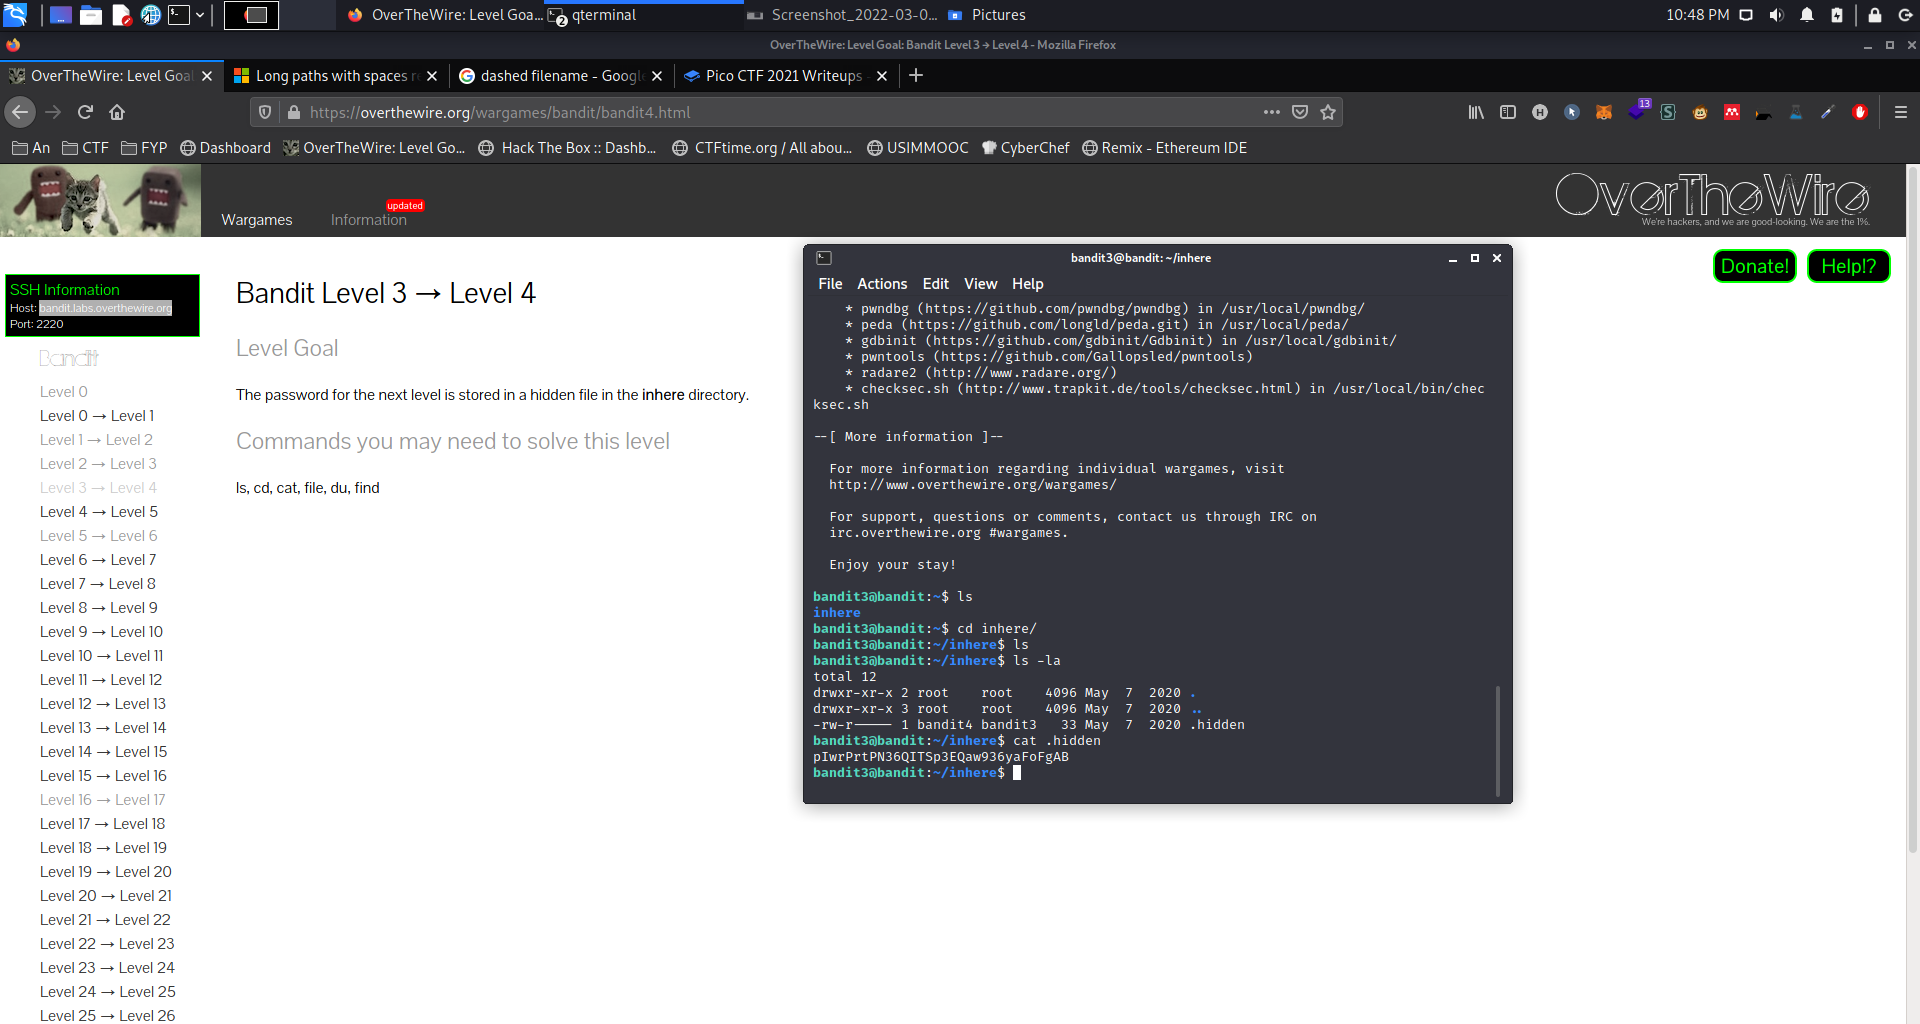 OverTheWire: Level Goa...
2
qterminal
Screenshot_2022-03-0...
Pictures
10:48 PM
OverTheWire: Level Goal: Bandit Level 3 → Level 4 - Mozilla Firefox
OverTheWire: Level Goal
Long paths with spaces r
dashed filename - Googl
Pico CTF 2021 Writeups
https://overthewire.org/wargames/bandit/bandit4.html
13
An
CTF
FYP
Dashboard
OverTheWire: Level Go...
Hack The Box :: Dashb...
CTFtime.org / All abou...
USIMMOOC
CyberChef
Remix - Ethereum IDE
Wargames
Information
updated
OverTheWire
We're hackers, and we are good-looking. We are the 1%.
Donate!
Help!?
SSH Information
Host: bandit.labs.overthewire.org
Port: 2220
Bandit
Level 0
Level 0 → Level 1
Level 1 → Level 2
Level 2 → Level 3
Level 3 → Level 4
Level 4 → Level 5
Level 5 → Level 6
Level 6 → Level 7
Level 7 → Level 8
Level 8 → Level 9
Level 9 → Level 10
Level 10 → Level 11
Level 11 → Level 12
Level 12 → Level 13
Level 13 → Level 14
Level 14 → Level 15
Level 15 → Level 16
Level 16 → Level 17
Level 17 → Level 18
Level 18 → Level 19
Level 19 → Level 20
Level 20 → Level 21
Level 21 → Level 22
Level 22 → Level 23
Level 23 → Level 24
Level 24 → Level 25
Level 25 → Level 26
Bandit Level 3 → Level 4
Level Goal
The password for the next level is stored in a hidden file in the inhere directory.
Commands you may need to solve this level
ls, cd, cat, file, du, find
bandit3@bandit: ~/inhere
File Actions Edit View Help
* pwndbg (https://github.com/pwndbg/pwndbg) in /usr/local/pwndbg/
* peda (https://github.com/longld/peda.git) in /usr/local/peda/
* gdbinit (https://github.com/gdbinit/Gdbinit) in /usr/local/gdbinit/
* pwntools (https://github.com/Gallopsled/pwntools)
* radare2 (http://www.radare.org/)
* checksec.sh (http://www.trapkit.de/tools/checksec.html) in /usr/local/bin/chec
ksec.sh
--[ More information ]--
For more information regarding individual wargames, visit
http://www.overthewire.org/wargames/
For support, questions or comments, contact us through IRC on
irc.overthewire.org #wargames.
Enjoy your stay!
bandit3@bandit:~$ ls
inhere
bandit3@bandit:~$ cd inhere/
bandit3@bandit:~/inhere$ ls
bandit3@bandit:~/inhere$ ls -la
total 12
drwxr-xr-x 2 root    root    4096 May  7  2020 .
drwxr-xr-x 3 root    root    4096 May  7  2020 ..
-rw-r----- 1 bandit4 bandit3   33 May  7  2020 .hidden
bandit3@bandit:~/inhere$ cat .hidden
pIwrPrtPN36QITSp3EQaw936yaFoFgAB
bandit3@bandit:~/inhere$